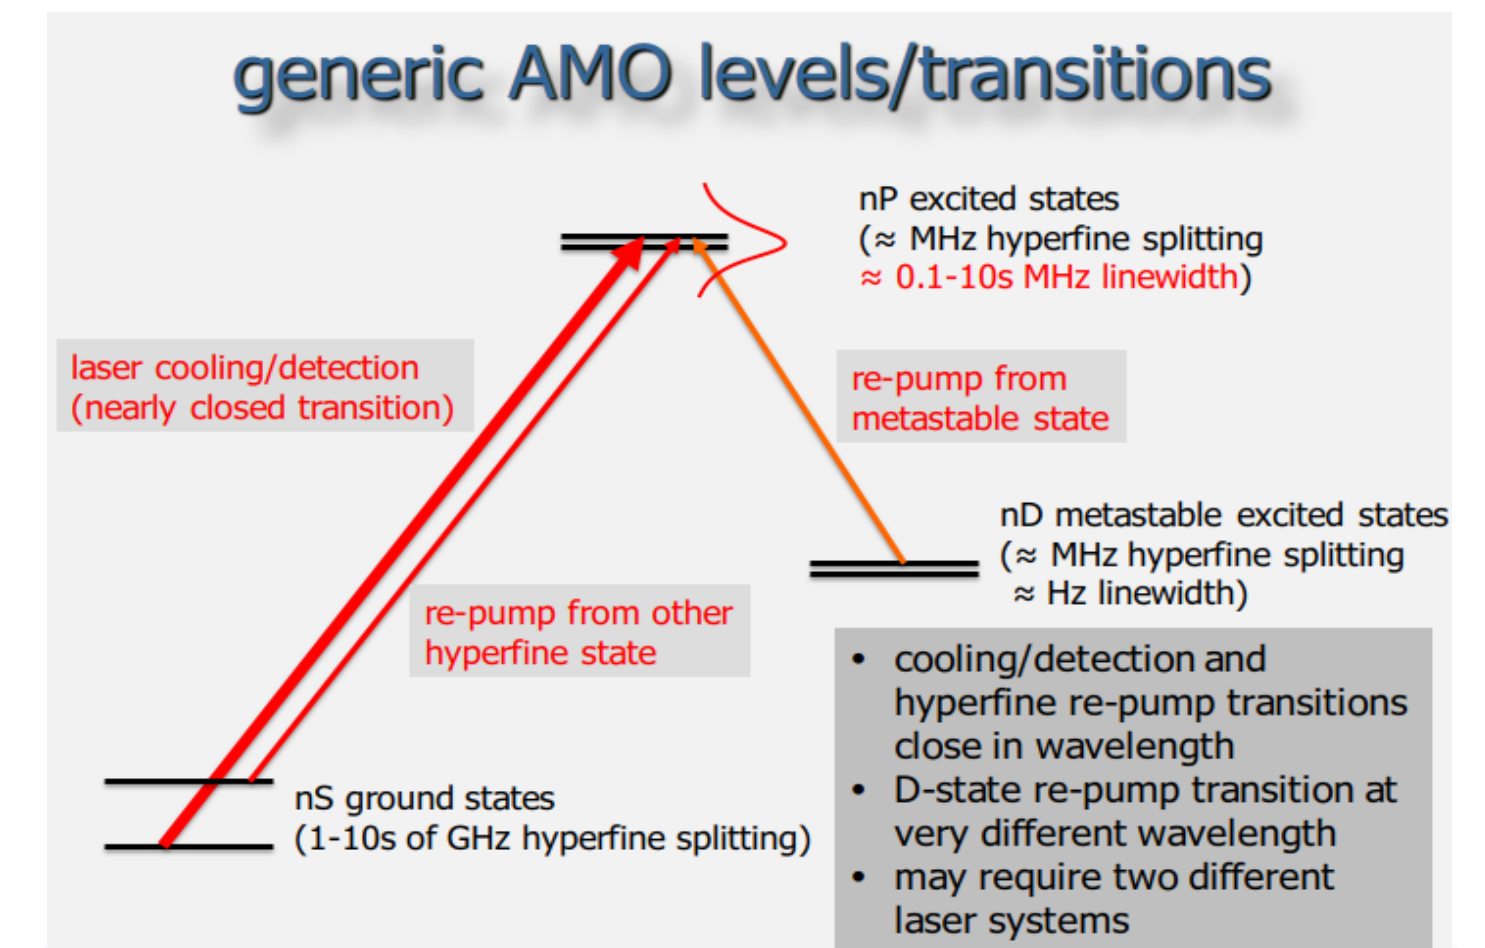 generic AMO levels/transitions
nP excited states
(≈ MHz hyperfine splitting
≈ 0.1-10s MHz linewidth)
laser cooling/detection
(nearly closed transition)
re-pump from
metastable state
nD metastable excited states
(≈ MHz hyperfine splitting
≈ Hz linewidth)
re-pump from other
hyperfine state
nS ground states
(1-10s of GHz hyperfine splitting)
• cooling/detection and
hyperfine re-pump transitions
close in wavelength
• D-state re-pump transition at
very different wavelength
• may require two different
laser systems